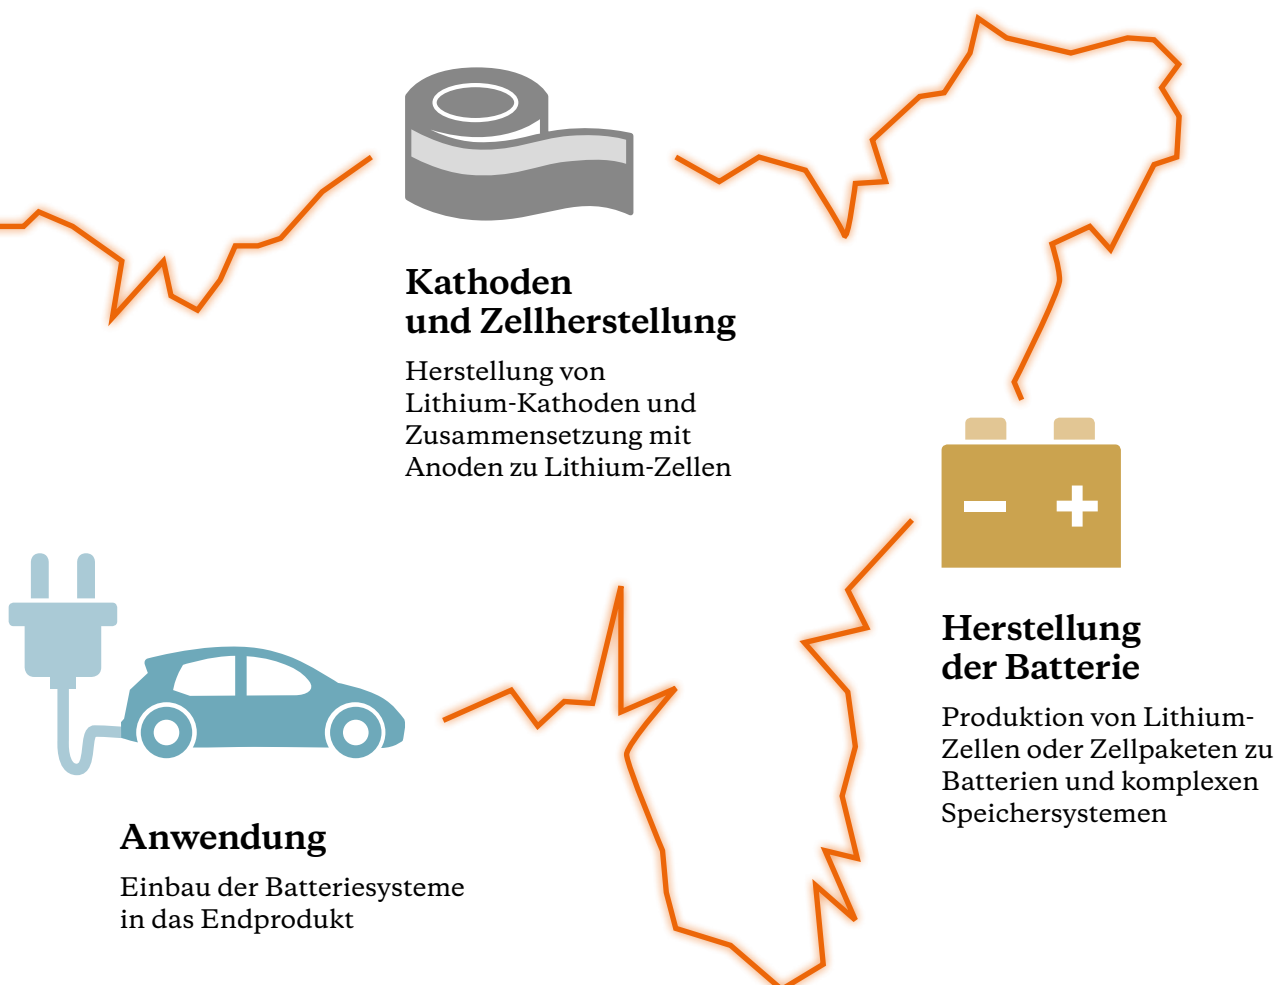 Kathoden
und Zellherstellung
Herstellung von
Lithium-Kathoden und
Zusammensetzung mit
Anoden zu Lithium-Zellen
Herstellung
der Batterie
Produktion von Lithium-
Zellen oder Zellpaketen zu
Batterien und komplexen
Speichersystemen
Anwendung
Einbau der Batteriesysteme
in das Endprodukt